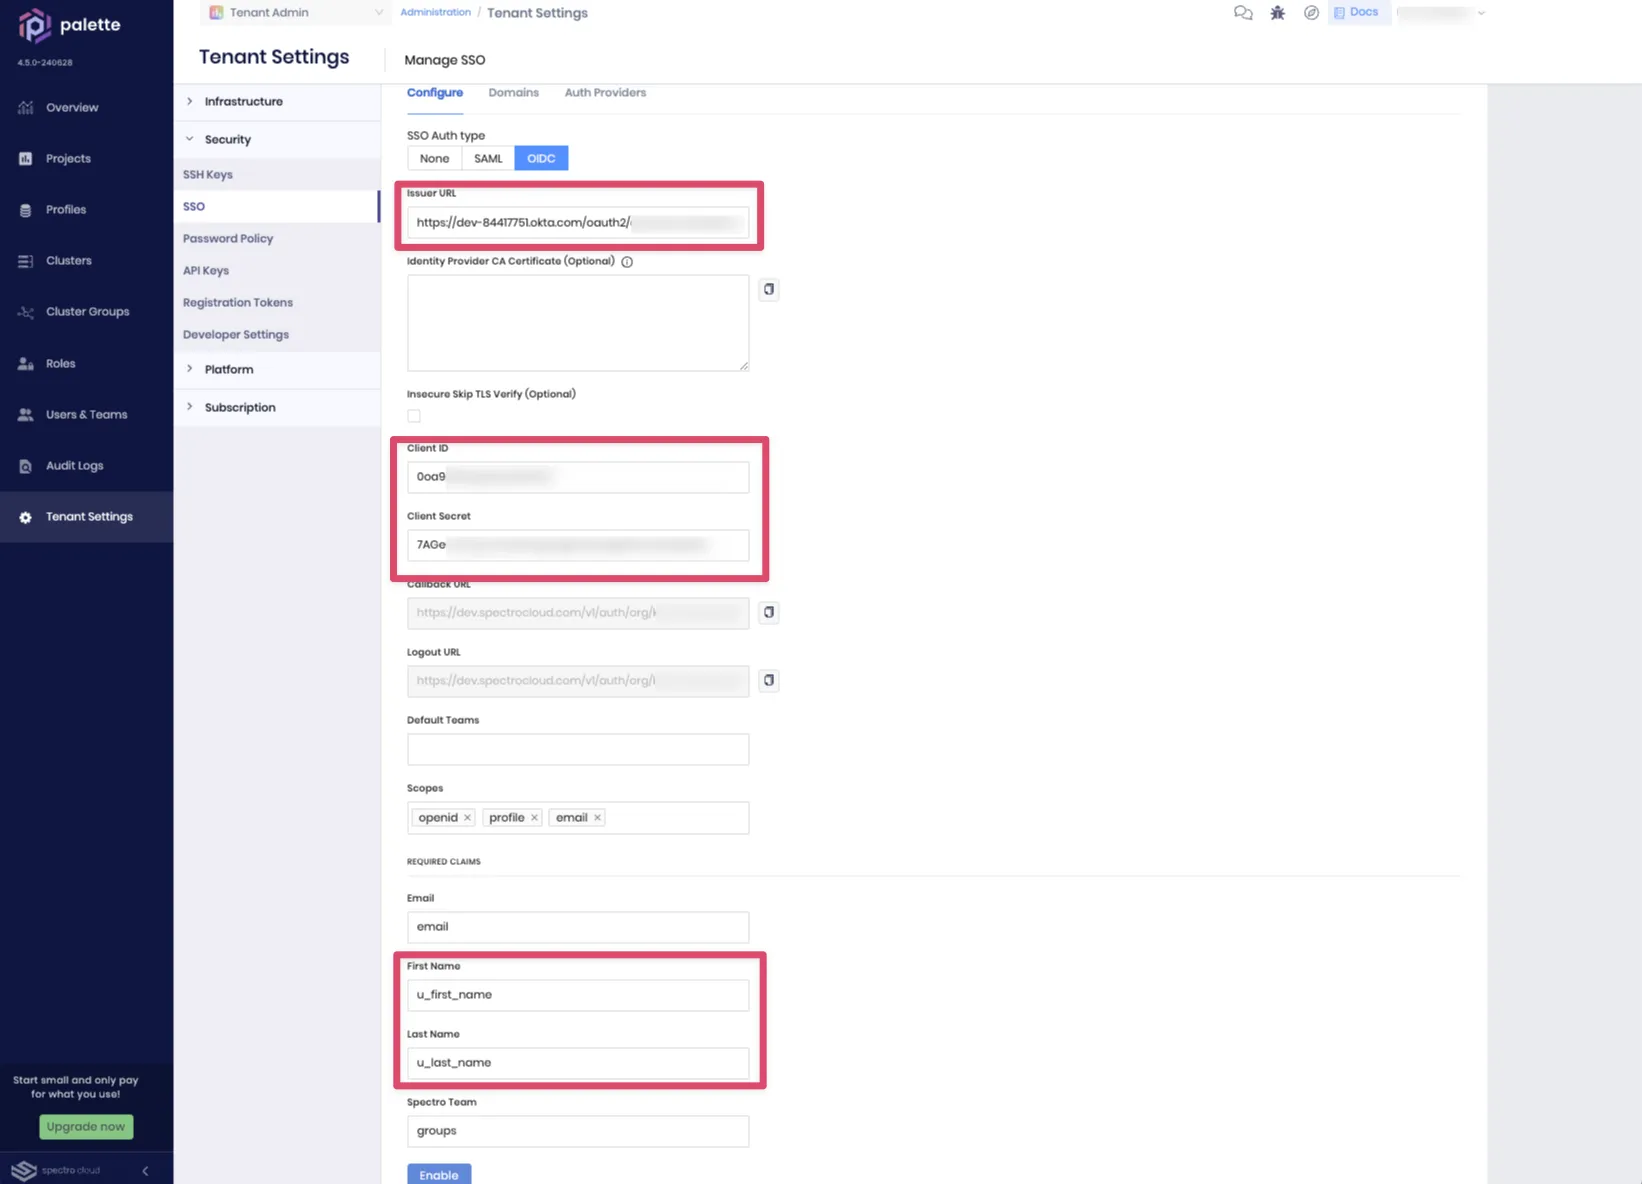 palette
4.5.0-240628
Overview
Projects
Profiles
Clusters
Cluster Groups
Roles
Users & Teams
Audit Logs
Tenant Settings
Start small and only pay
for what you use!
Upgrade now
spectro cloud
Tenant Admin
Administration / Tenant Settings
Docs
Tenant Settings
Manage SSO
Infrastructure
Security
SSH Keys
SSO
Password Policy
API Keys
Registration Tokens
Developer Settings
Platform
Subscription
Configure Domains Auth Providers
SSO Auth type
None SAML OIDC
Issuer URL
https://dev-84417751.okta.com/oauth2/
Identity Provider CA Certificate (Optional)
Insecure Skip TLS Verify (Optional)
Client ID
0oa9
Client Secret
7AGe
Callback URL
https://dev.spectrocloud.com/v1/auth/org/
Logout URL
https://dev.spectrocloud.com/v1/auth/org/
Default Teams
Scopes
openid × profile × email ×
REQUIRED CLAIMS
Email
email
First Name
u_first_name
Last Name
u_last_name
Spectro Team
groups
Enable